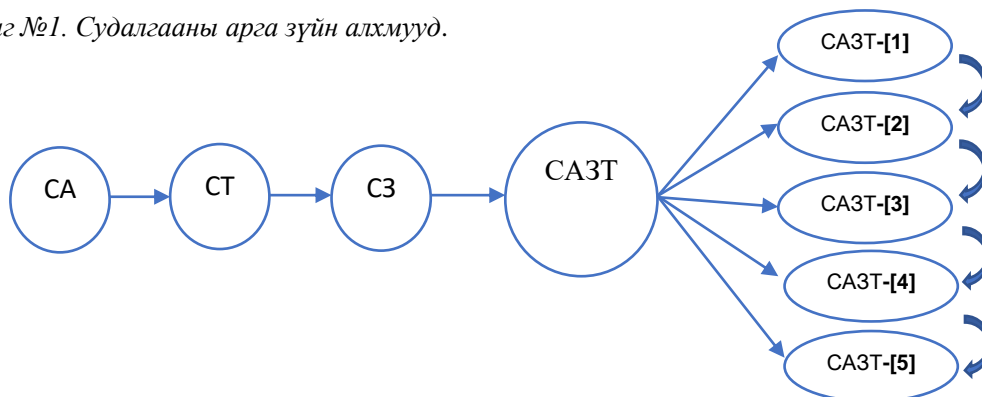 №1. Судалгааны арга зүйн алхмууд.
САЗТ-[1]
САЗТ-[2]
СА
СТ
СЗ
САЗТ
САЗТ-[3]
САЗТ-[4]
САЗТ-[5]